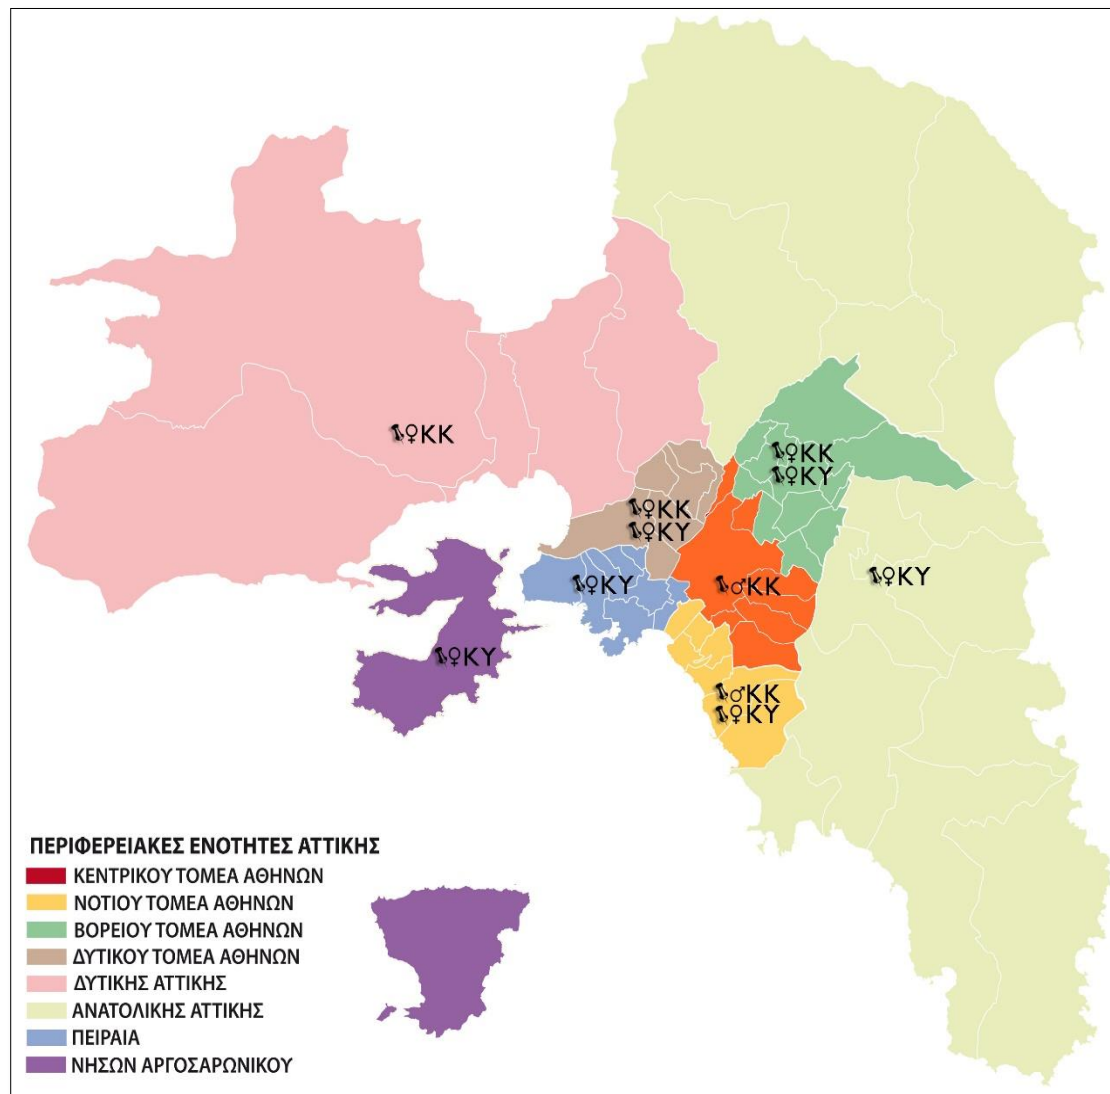 ♀ΚΚ
♀ΚΚ
♀ΚΥ
♀ΚΚ
♀ΚΥ
♀ΚΥ
♂ΚΚ
♀ΚΥ
♀ΚΥ
♂ΚΚ
♀ΚΥ
ΠΕΡΙΦΕΡΕΙΑΚΕΣ ΕΝΟΤΗΤΕΣ ΑΤΤΙΚΗΣ
ΚΕΝΤΡΙΚΟΥ ΤΟΜΕΑ ΑΘΗΝΩΝ
ΝΟΤΙΟΥ ΤΟΜΕΑ ΑΘΗΝΩΝ
ΒΟΡΕΙΟΥ ΤΟΜΕΑ ΑΘΗΝΩΝ
ΔΥΤΙΚΟΥ ΤΟΜΕΑ ΑΘΗΝΩΝ
ΔΥΤΙΚΗΣ ΑΤΤΙΚΗΣ
ΑΝΑΤΟΛΙΚΗΣ ΑΤΤΙΚΗΣ
ΠΕΙΡΑΙΑ
ΝΗΣΩΝ ΑΡΓΟΣΑΡΩΝΙΚΟΥ